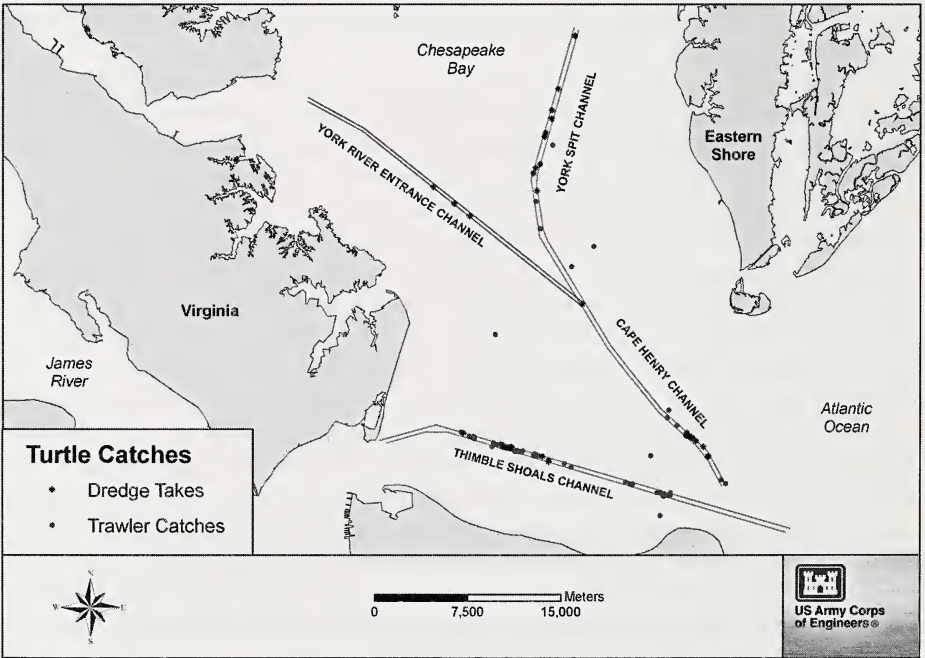 Chesapeake
Bay
YORK SPIT CHANNEL
Eastern
Shore
YORK RIVER ENTRANCE CHANNEL
Virginia
CAPE HENRY CHANNEL
James
River
Atlantic
Ocean
THIMBLE SHOALS CHANNEL
Turtle Catches
Dredge Takes
Trawler Catches
N
W E
S
Meters
0 7,500 15,000
US Army Corps
of Engineers®